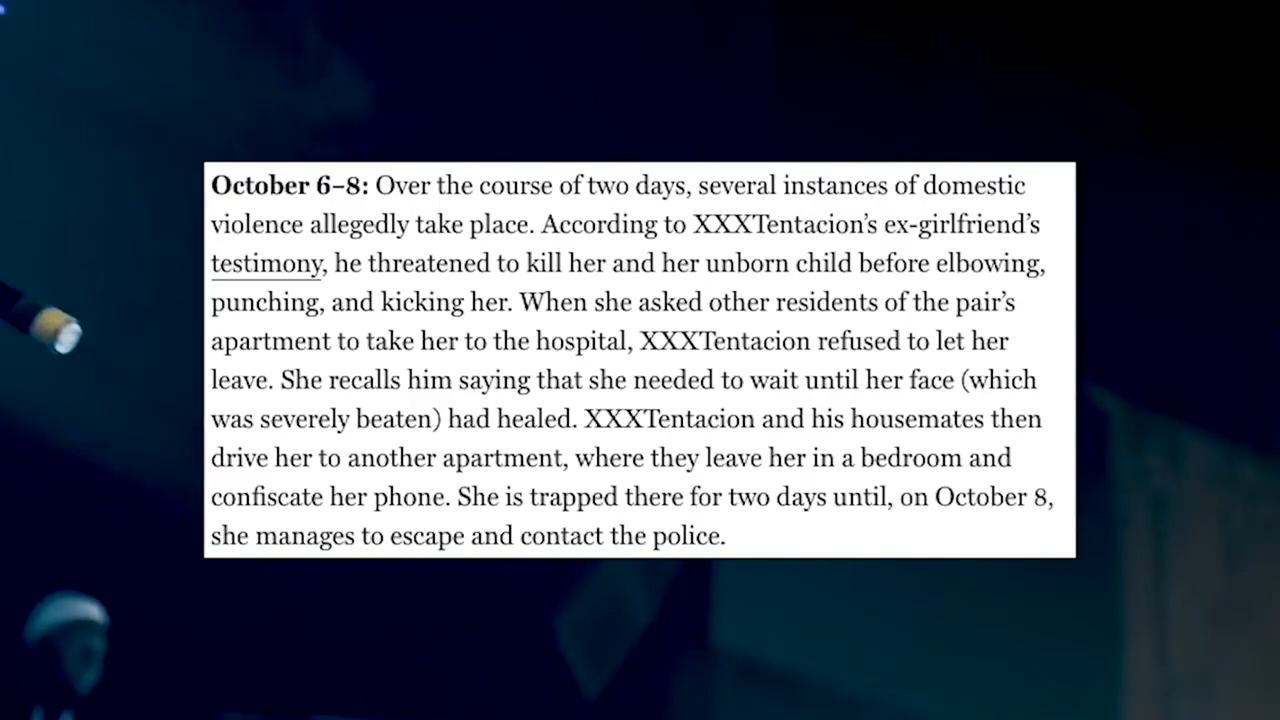 October 6–8: Over the course of two days, several instances of domestic
violence allegedly take place. According to XXXTentacion’s ex-girlfriend’s
testimony, he threatened to kill her and her unborn child before elbowing,
punching, and kicking her. When she asked other residents of the pair’s
apartment to take her to the hospital, XXXTentacion refused to let her
leave. She recalls him saying that she needed to wait until her face (which
was severely beaten) had healed. XXXTentacion and his housemates then
drive her to another apartment, where they leave her in a bedroom and
confiscate her phone. She is trapped there for two days until, on October 8,
she manages to escape and contact the police.